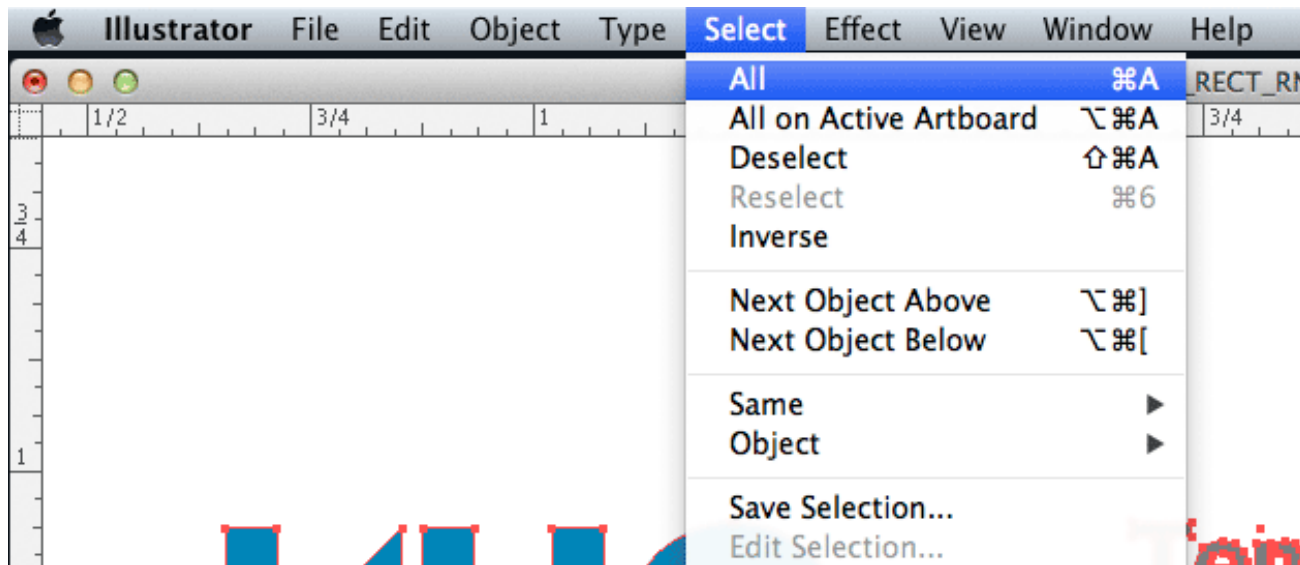 Illustrator File Edit Object Type Select Effect View Window Help
All ⌘A
_RECT_RN
1/2 3/4 1 3/4
All on Active Artboard ⌥⌘A
Deselect ⇧⌘A
Reselect ⌘6
3
4
Inverse
Next Object Above ⌥⌘]
Next Object Below ⌥⌘[
Same ▶
Object ▶
1
Save Selection...
Edit Selection...